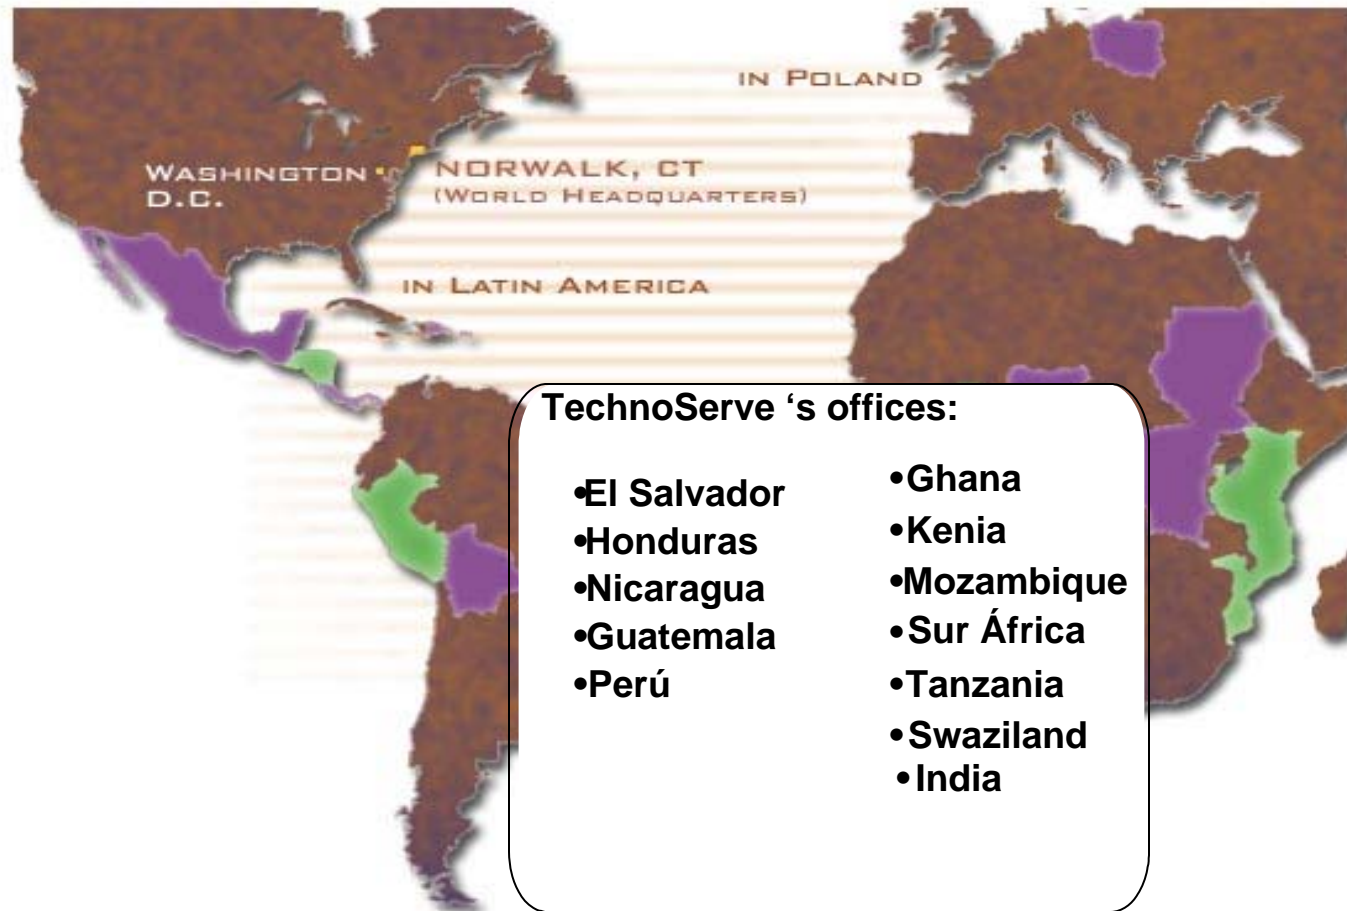 IN POLAND
WASHINGTON
D.C.
NORWALK, CT
(WORLD HEADQUARTERS)
IN LATIN AMERICA
TechnoServe ‘s offices:
•El Salvador
•Honduras
•Nicaragua
•Guatemala
•Perú
•Ghana
•Kenia
•Mozambique
•Sur África
•Tanzania
•Swaziland
•India